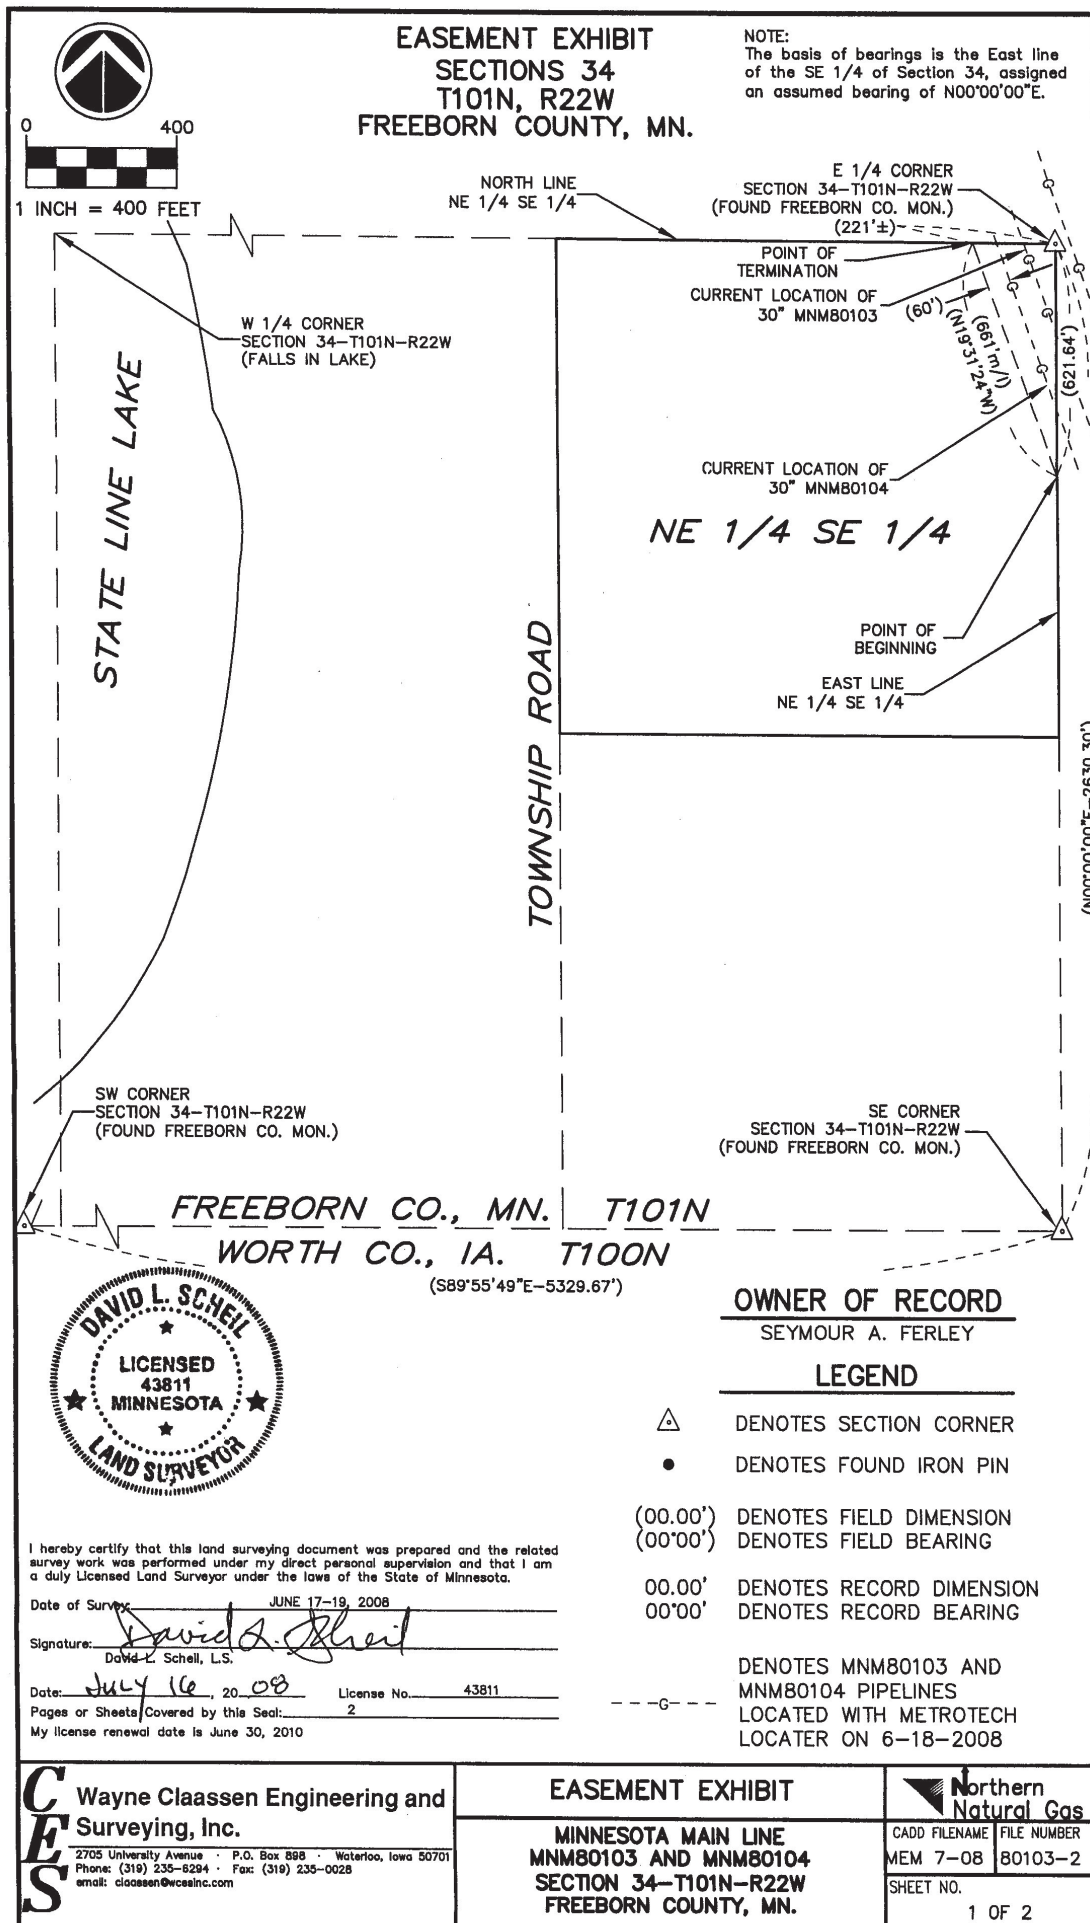 EASEMENT EXHIBIT
SECTIONS 34
T101N, R22W
FREEBORN COUNTY, MN.
NOTE:
The basis of bearings is the East line
of the SE 1/4 of Section 34, assigned
an assumed bearing of N00°00'00"E.
0 400
1 INCH = 400 FEET
NORTH LINE
NE 1/4 SE 1/4
E 1/4 CORNER
SECTION 34-T101N-R22W
(FOUND FREEBORN CO. MON.)
(221'±)
POINT OF
TERMINATION
CURRENT LOCATION OF
30" MNM80103
(60')
(N19°31'24"W)
(661'm/l)
(621.64')
G
G
G
G
G
G
W 1/4 CORNER
SECTION 34-T101N-R22W
(FALLS IN LAKE)
STATE LINE LAKE
CURRENT LOCATION OF
30" MNM80104
NE 1/4 SE 1/4
POINT OF
BEGINNING
EAST LINE
NE 1/4 SE 1/4
TOWNSHIP ROAD
(N00°00'00"E-2630.30')
SW CORNER
SECTION 34-T101N-R22W
(FOUND FREEBORN CO. MON.)
SE CORNER
SECTION 34-T101N-R22W
(FOUND FREEBORN CO. MON.)
FREEBORN CO., MN. T101N
WORTH CO., IA. T100N
(S89°55'49"E-5329.67')
DAVID L. SCHEIL
LICENSED
43811
MINNESOTA
LAND SURVEYOR
OWNER OF RECORD
SEYMOUR A. FERLEY
LEGEND
DENOTES SECTION CORNER
DENOTES FOUND IRON PIN
(00.00') DENOTES FIELD DIMENSION
(00°00') DENOTES FIELD BEARING
00.00' DENOTES RECORD DIMENSION
00°00' DENOTES RECORD BEARING
DENOTES MNM80103 AND
MNM80104 PIPELINES
---G--- LOCATED WITH METROTECH
LOCATER ON 6-18-2008
I hereby certify that this land surveying document was prepared and the related
survey work was performed under my direct personal supervision and that I am
a duly Licensed Land Surveyor under the laws of the State of Minnesota.
Date of Survey: JUNE 17-19, 2008
Signature: David L. Scheil
David L. Scheil, L.S.
Date: July 16, 20 08 License No. 43811
Pages or Sheets Covered by this Seal: 2
My license renewal date is June 30, 2010
CES
Wayne Claassen Engineering and
Surveying, Inc.
2705 University Avenue · P.O. Box 898 · Waterloo, Iowa 50701
Phone: (319) 235-6294 · Fax: (319) 235-0028
email: claassen@wcesinc.com
EASEMENT EXHIBIT
MINNESOTA MAIN LINE
MNM80103 AND MNM80104
SECTION 34-T101N-R22W
FREEBORN COUNTY, MN.
Northern
Natural Gas
CADD FILENAME FILE NUMBER
MEM 7-08 80103-2
SHEET NO.
1 OF 2